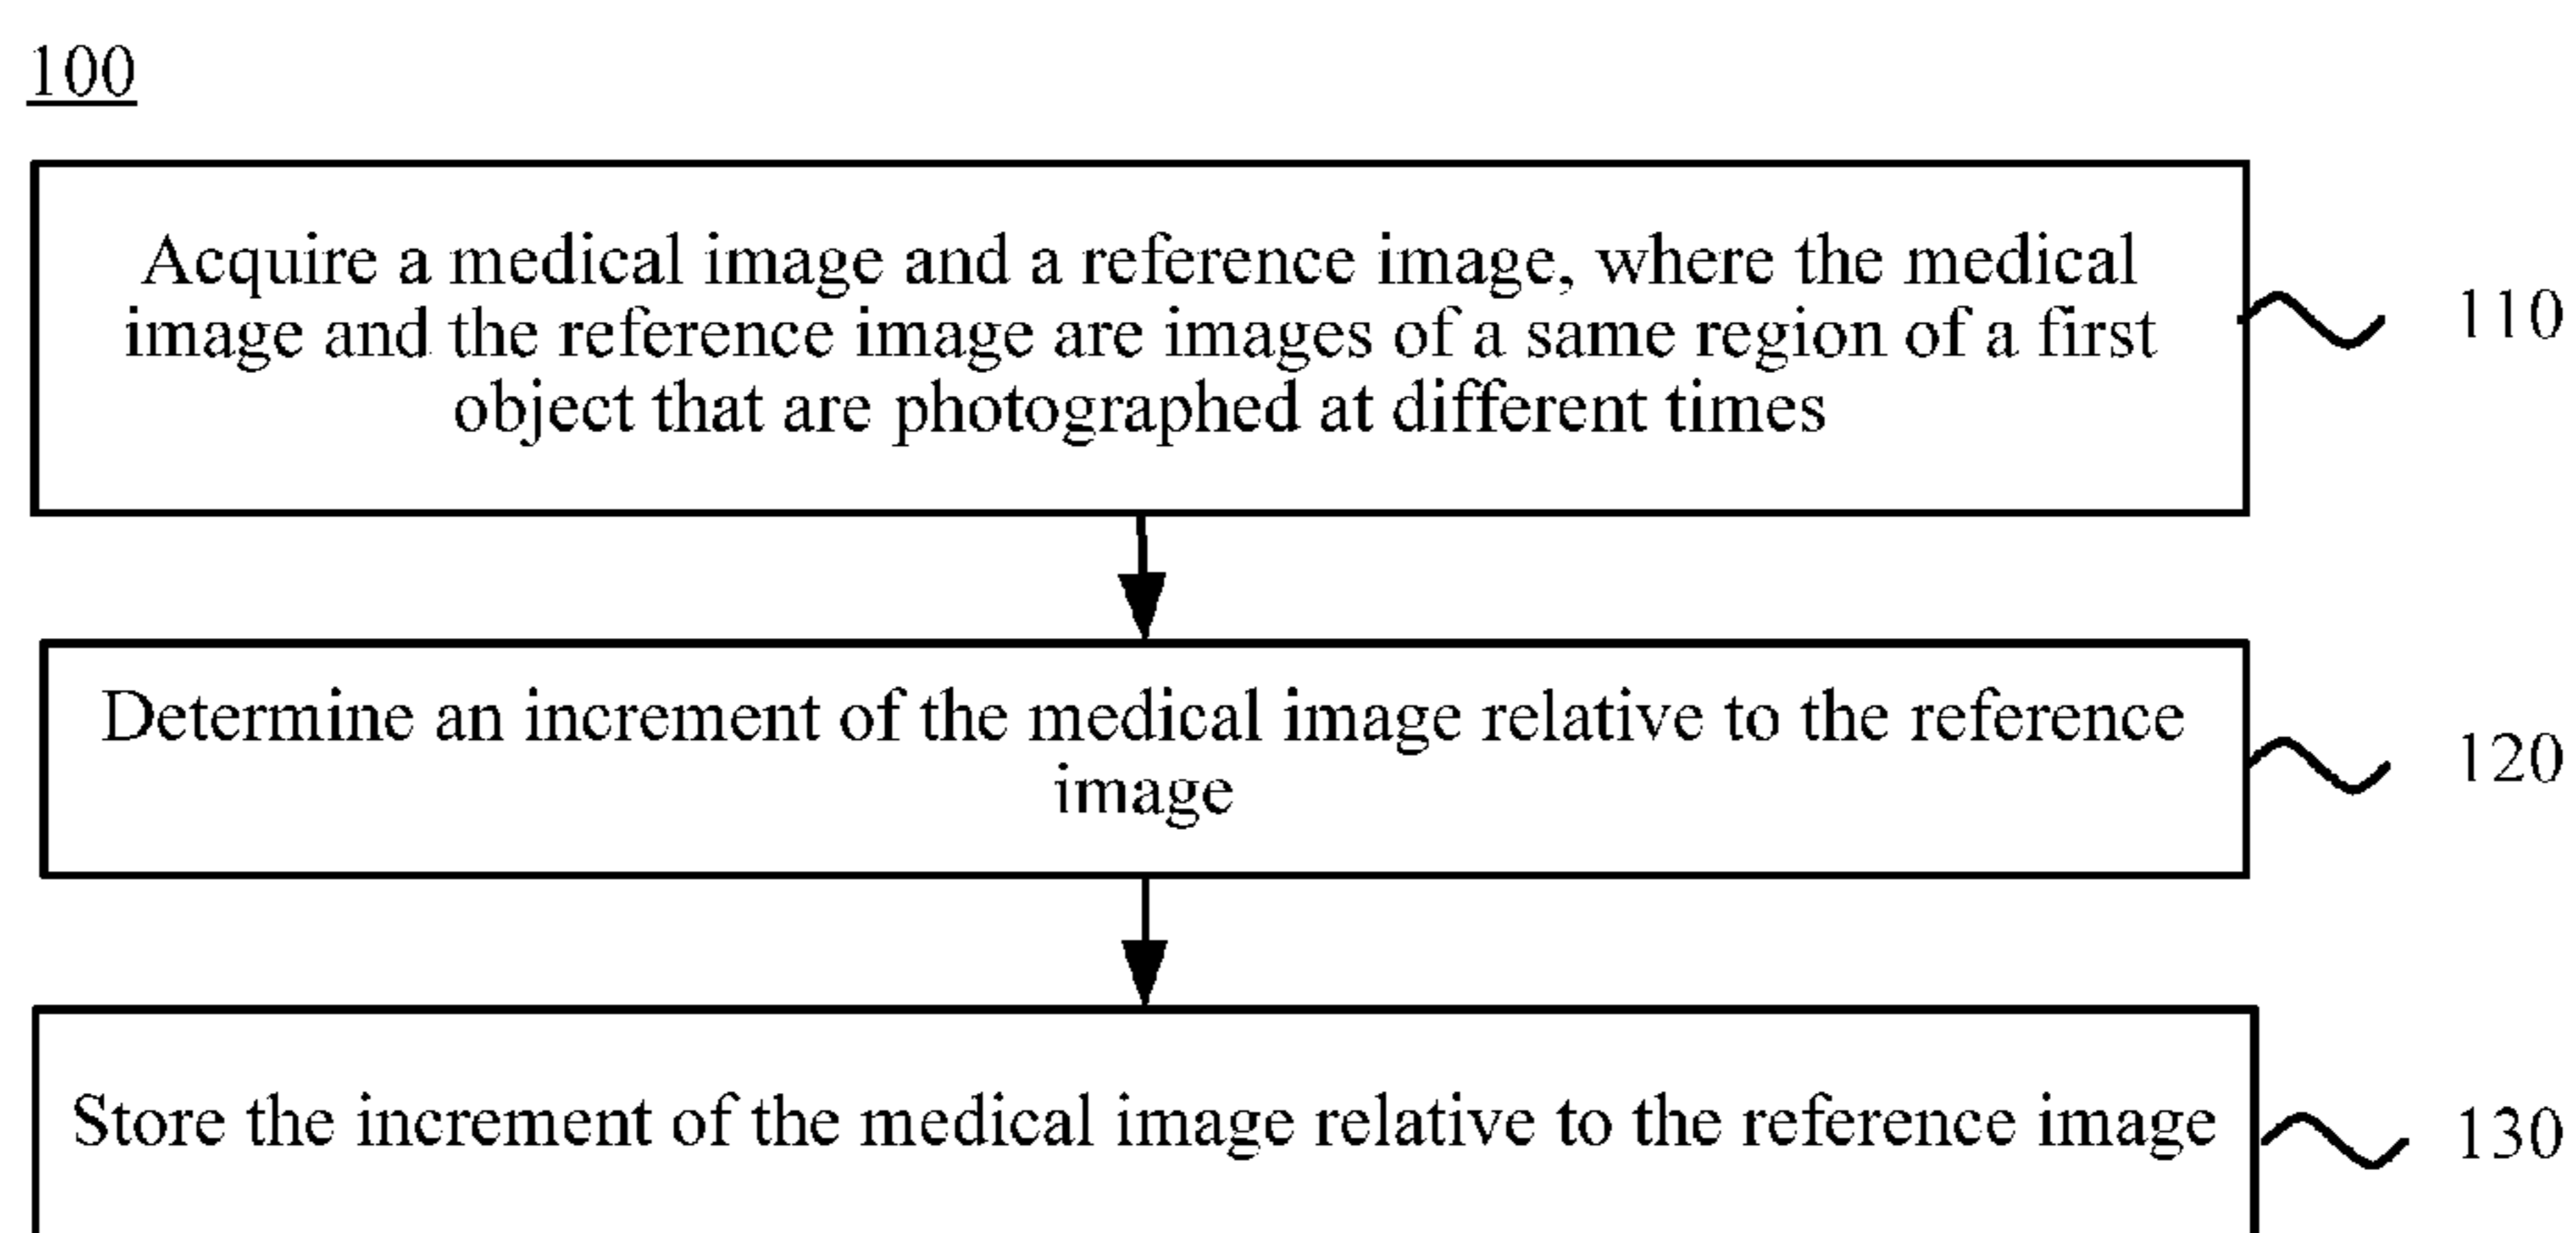 100
Acquire a medical image and a reference image, where the medical
image and the reference image are images of a same region of a first
object that are photographed at different times
110
Determine an increment of the medical image relative to the reference
image
120
Store the increment of the medical image relative to the reference image
130